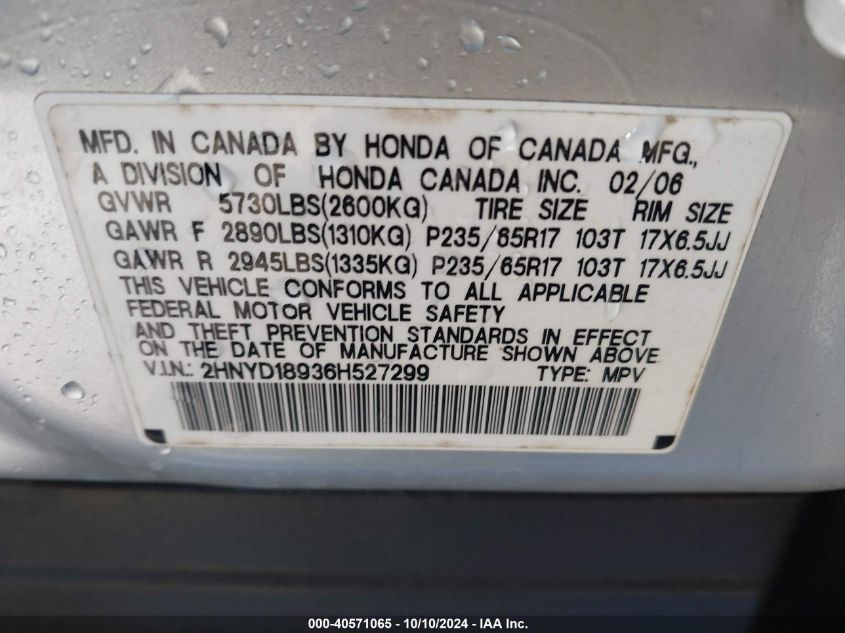 MFD. IN CANADA BY HONDA OF CANADA MFG.,
A DIVISION OF HONDA CANADA INC. 02/06
GVWR 5730LBS(2600KG) TIRE SIZE RIM SIZE
GAWR F 2890LBS(1310KG) P235/65R17 103T 17X6.5JJ
GAWR R 2945LBS(1335KG) P235/65R17 103T 17X6.5JJ
THIS VEHICLE CONFORMS TO ALL APPLICABLE
FEDERAL MOTOR VEHICLE SAFETY
AND THEFT PREVENTION STANDARDS IN EFFECT
ON THE DATE OF MANUFACTURE SHOWN ABOVE
V.I.N.: 2HNYD18936H527299 TYPE: MPV
000-40571065 - 10/10/2024 - IAA Inc.